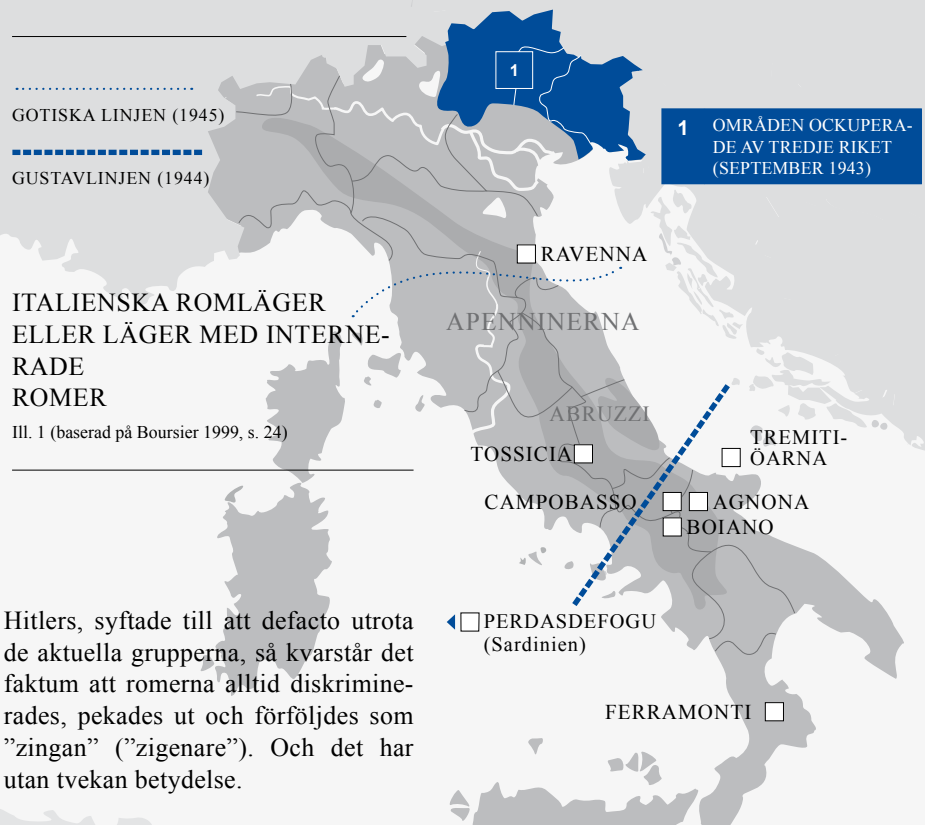 1
GOTISKA LINJEN (1945)
GUSTAVLINJEN (1944)
1 OMRÅDEN OCKUPERA-
DE AV TREDJE RIKET
(SEPTEMBER 1943)
RAVENNA
ITALIENSKA ROMLÄGER
ELLER LÄGER MED INTERNE-
RADE
ROMER
Ill. 1 (baserad på Boursier 1999, s. 24)
APENNINERNA
ABRUZZI
TOSSICIA
TREMITI-
ÖARNA
CAMPOBASSO
AGNONA
BOIANO
PERDASDEFOGU
(Sardinien)
FERRAMONTI
Hitlers, syftade till att defacto utrota
de aktuella grupperna, så kvarstår det
faktum att romerna alltid diskrimine-
rades, pekades ut och förföljdes som
”zingan” (”zigenare”). Och det har
utan tvekan betydelse.